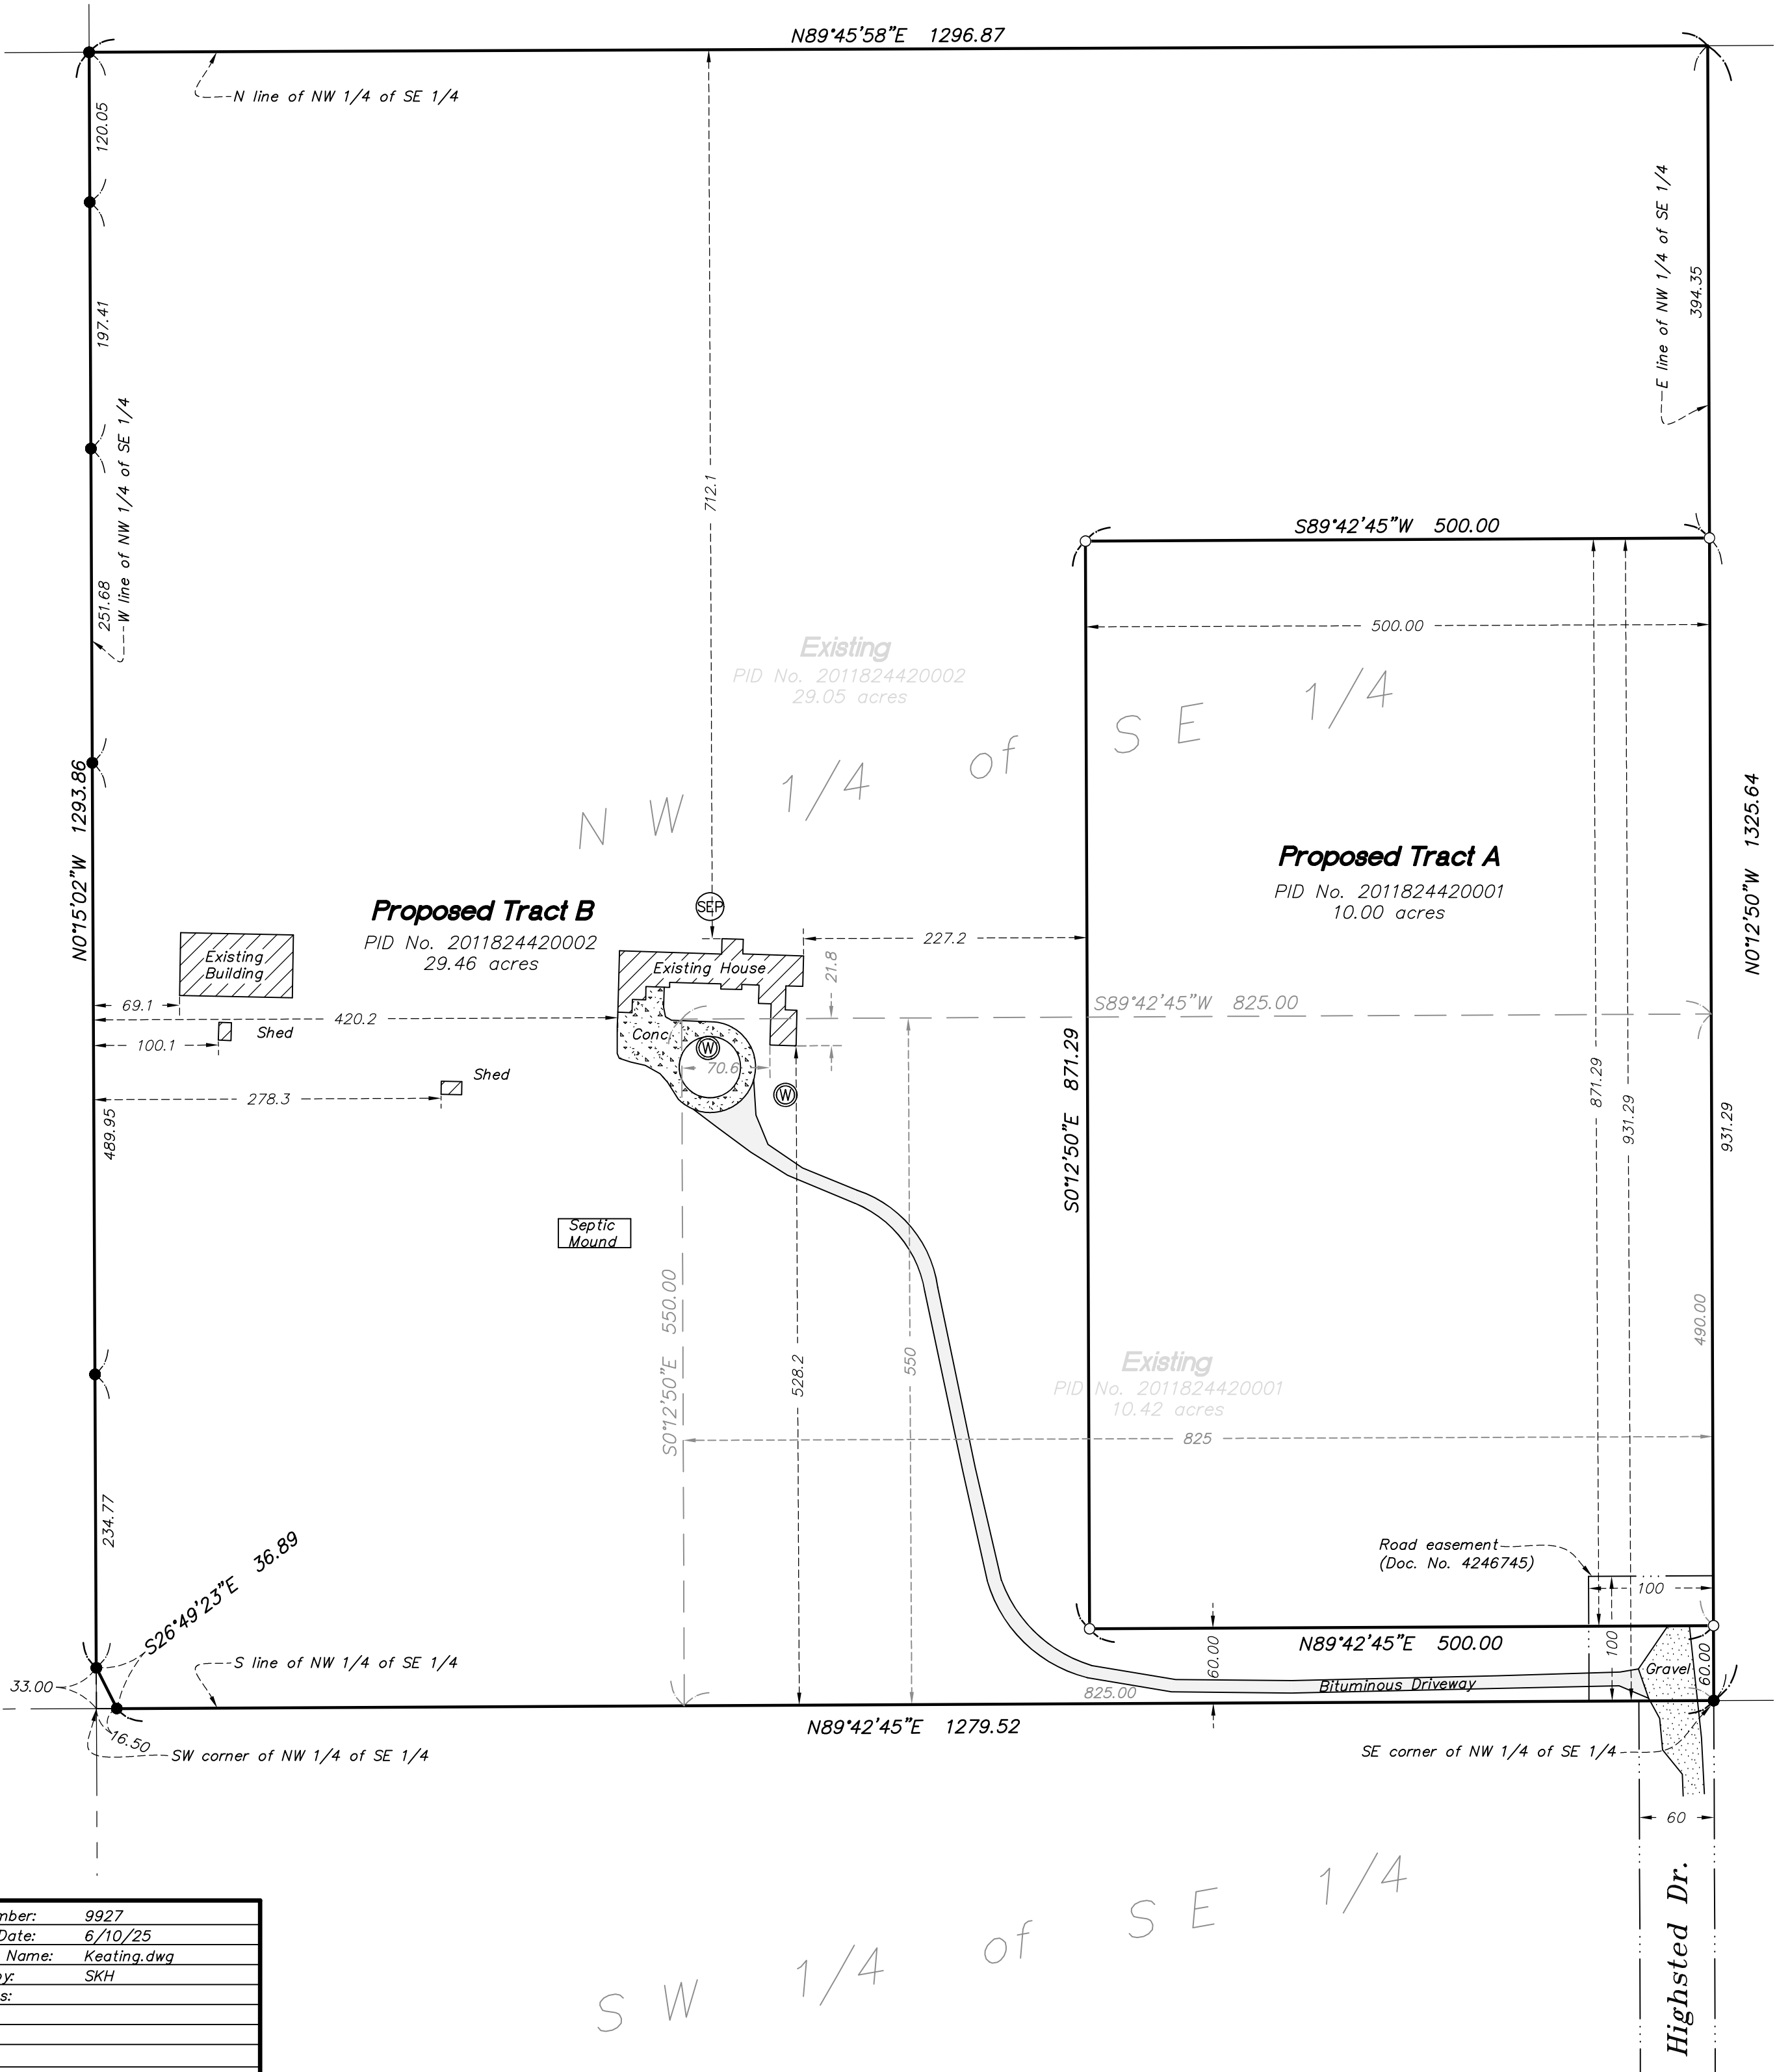 N89°45'58"E 1296.87
N line of NW 1/4 of SE 1/4
120.05
197.41
W line of NW 1/4 of SE 1/4
251.68
N0°15'02"W 1293.86
489.95
234.77
712.1
E line of NW 1/4 of SE 1/4
394.35
S89°42'45"W 500.00
500.00
Existing
PID No. 2011824420002
29.05 acres
NW 1/4 of SE 1/4
Proposed Tract A
PID No. 2011824420001
10.00 acres
N0°12'50"W 1325.64
Proposed Tract B
PID No. 2011824420002
29.46 acres
SEP
Existing
Building
Existing House
227.2
21.8
69.1
420.2
S89°42'45"W 825.00
Shed
Conc
W
100.1
70.6
Shed
W
278.3
S0°12'50"E 871.29
871.29
931.29
931.29
Septic
Mound
S0°12'50"E 550.00
528.2
550
490.00
Existing
PID No. 2011824420001
10.42 acres
825
S26°49'23"E 36.89
Road easement
(Doc. No. 4246745)
100
100
60.00
N89°42'45"E 500.00
60.00
Gravel
S line of NW 1/4 of SE 1/4
33.00
16.50
Bituminous Driveway
825.00
N89°42'45"E 1279.52
SW corner of NW 1/4 of SE 1/4
SE corner of NW 1/4 of SE 1/4
60
Highsted Dr.
SW 1/4 of SE 1/4
mber: 9927
Date: 6/10/25
Name: Keating.dwg
by: SKH
s: